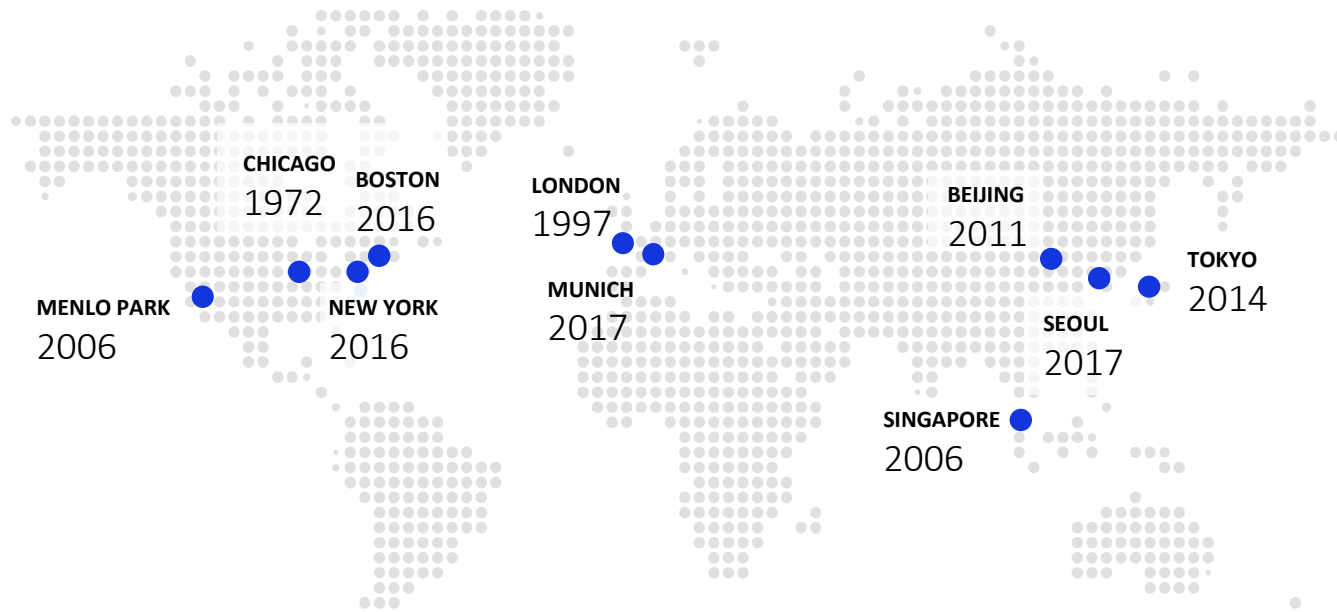 CHICAGO
1972
BOSTON
2016
MENLO PARK
2006
NEW YORK
2016
LONDON
1997
MUNICH
2017
BEIJING
2011
TOKYO
2014
SEOUL
2017
SINGAPORE
2006